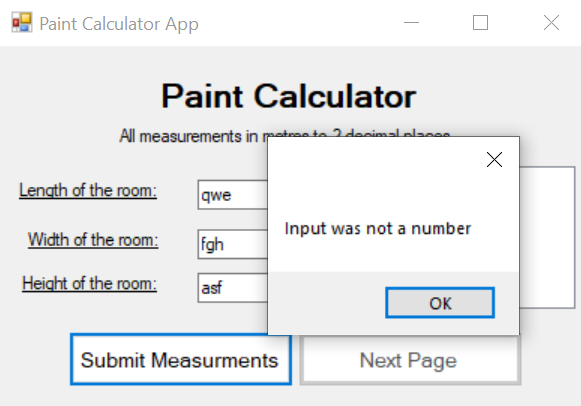 Paint Calculator App
Paint Calculator
All measurements in metres to 2 decimal places
Length of the room:
qwe
Input was not a number
Width of the room:
fgh
Height of the room:
asf
OK
Submit Measurments
Next Page